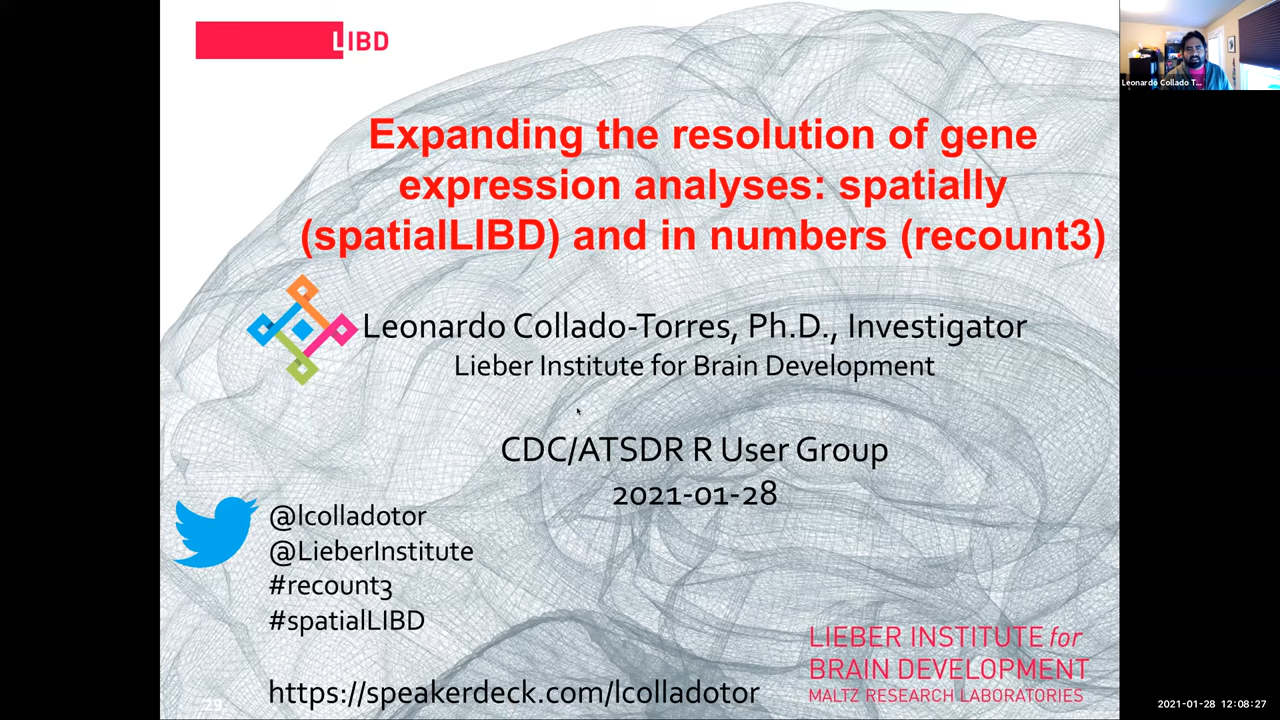 LIBD
Leonardo Collado T...
Expanding the resolution of gene
expression analyses: spatially
(spatialLIBD) and in numbers (recount3)
Leonardo Collado-Torres, Ph.D., Investigator
Lieber Institute for Brain Development
CDC/ATSDR R User Group
2021-01-28
@lcolladotor
@LieberInstitute
#recount3
#spatialLIBD
https://speakerdeck.com/lcolladotor
LIEBER INSTITUTE for
BRAIN DEVELOPMENT
MALTZ RESEARCH LABORATORIES
2021-01-28 12:08:27